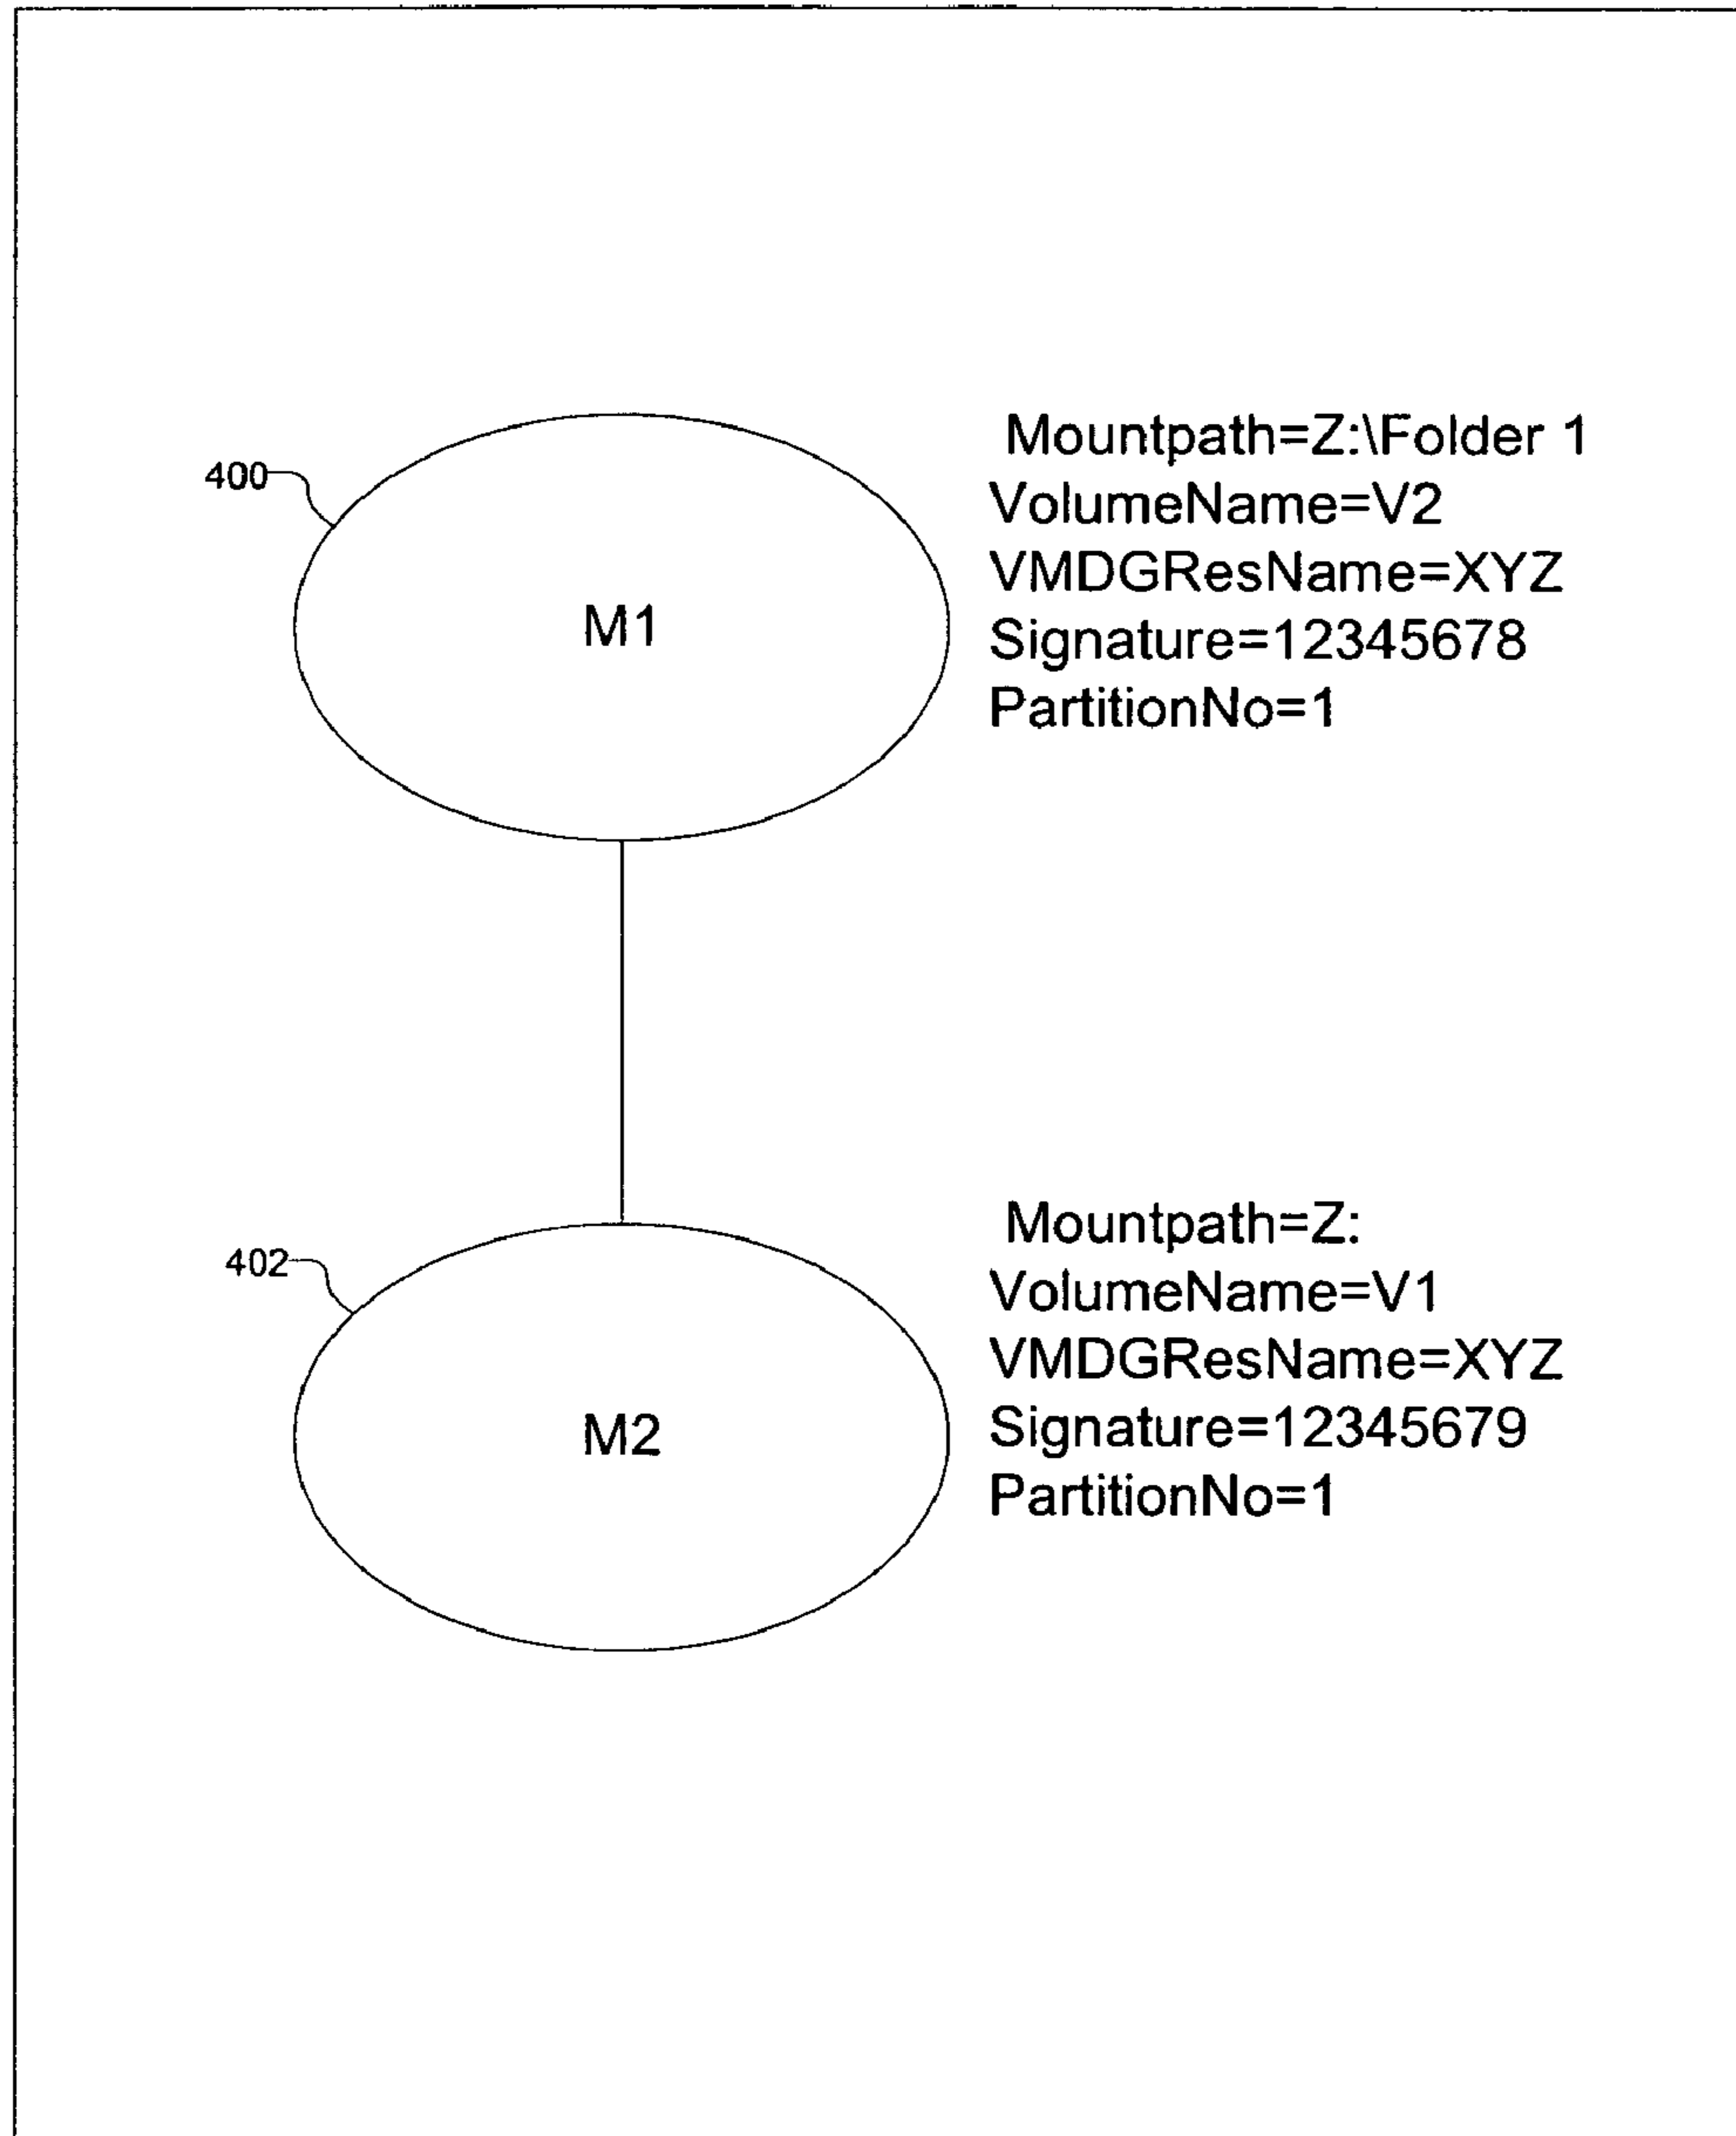 400
M1
Mountpath=Z:\Folder 1
VolumeName=V2
VMDGResName=XYZ
Signature=12345678
PartitionNo=1
402
M2
Mountpath=Z:
VolumeName=V1
VMDGResName=XYZ
Signature=12345679
PartitionNo=1